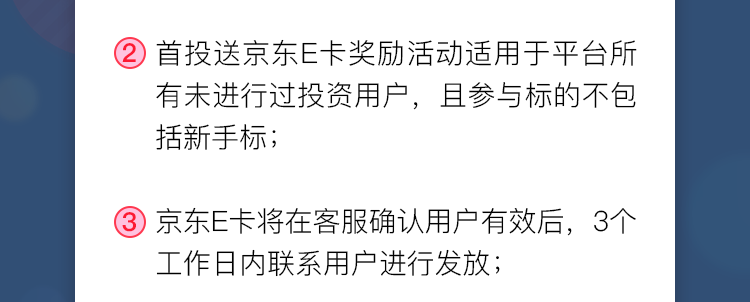 ② 首投送京东E卡奖励活动适用于平台所
有未进行过投资用户，且参与标的不包
括新手标；
③ 京东E卡将在客服确认用户有效后，3个
工作日内联系用户进行发放；